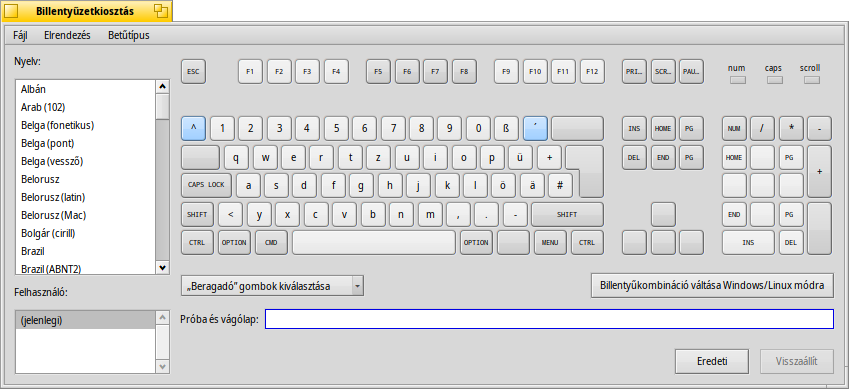 Billentyűzetkiosztás
Fájl Elrendezés Betűtípus
Nyelv:
Albán
Arab (102)
Belga (fonetikus)
Belga (pont)
Belga (vessző)
Belorusz
Belorusz (latin)
Belorusz (Mac)
Bolgár (cirill)
Brazil
Brazil (ABNT2)
Felhasználó:
(jelenlegi)
ESC F1 F2 F3 F4 F5 F6 F7 F8 F9 F10 F11 F12 PRI... SCR... PAU... num caps scroll
^ 1 2 3 4 5 6 7 8 9 0 ß ´ INS HOME PG NUM / * -
q w e r t z u i o p ü + DEL END PG HOME PG +
CAPS LOCK a s d f g h j k l ö ä #
SHIFT < y x c v b n m , . - SHIFT END PG
CTRL OPTION CMD OPTION MENU CTRL INS DEL
„Beragadó” gombok kiválasztása Billentyűkombináció váltása Windows/Linux módra
Próba és vágólap:
Eredeti Visszaállít